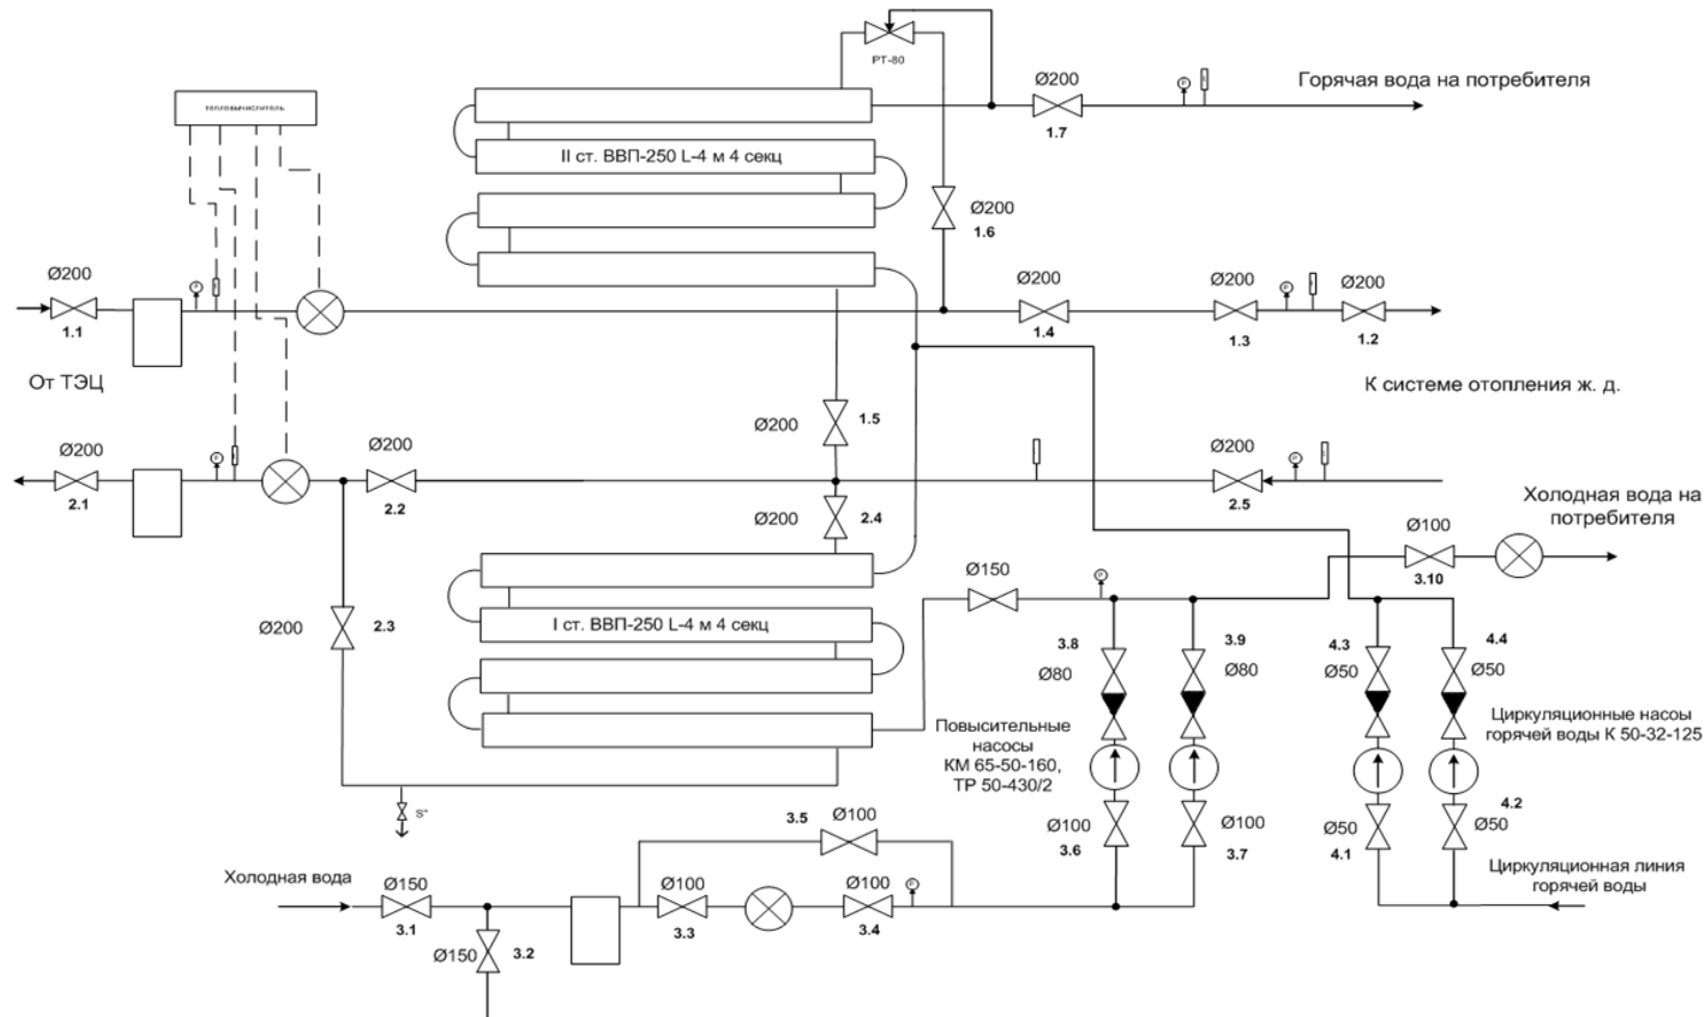 РТ-80
Ø200
Горячая вода на потребителя
1.7
тепловычислитель
II ст. ВВП-250 L-4 м 4 секц
Ø200
1.6
Ø200
1.1
Ø200
1.4
Ø200
1.3
Ø200
1.2
От ТЭЦ
К системе отопления ж. д.
Ø200
1.5
Ø200
2.1
Ø200
2.2
Ø200
2.5
Ø200
2.4
Холодная вода на
потребителя
Ø100
3.10
Ø150
I ст. ВВП-250 L-4 м 4 секц
Ø200
2.3
3.8
Ø80
3.9
Ø80
4.3
Ø50
4.4
Ø50
Повысительные
насосы
КМ 65-50-160,
ТР 50-430/2
Циркуляционные насоы
горячей воды К 50-32-125
S"
3.5
Ø100
Ø100
3.6
Ø100
3.7
Ø50
4.1
4.2
Ø50
Циркуляционная линия
горячей воды
Холодная вода
Ø150
3.1
Ø150
3.2
Ø100
3.3
Ø100
3.4